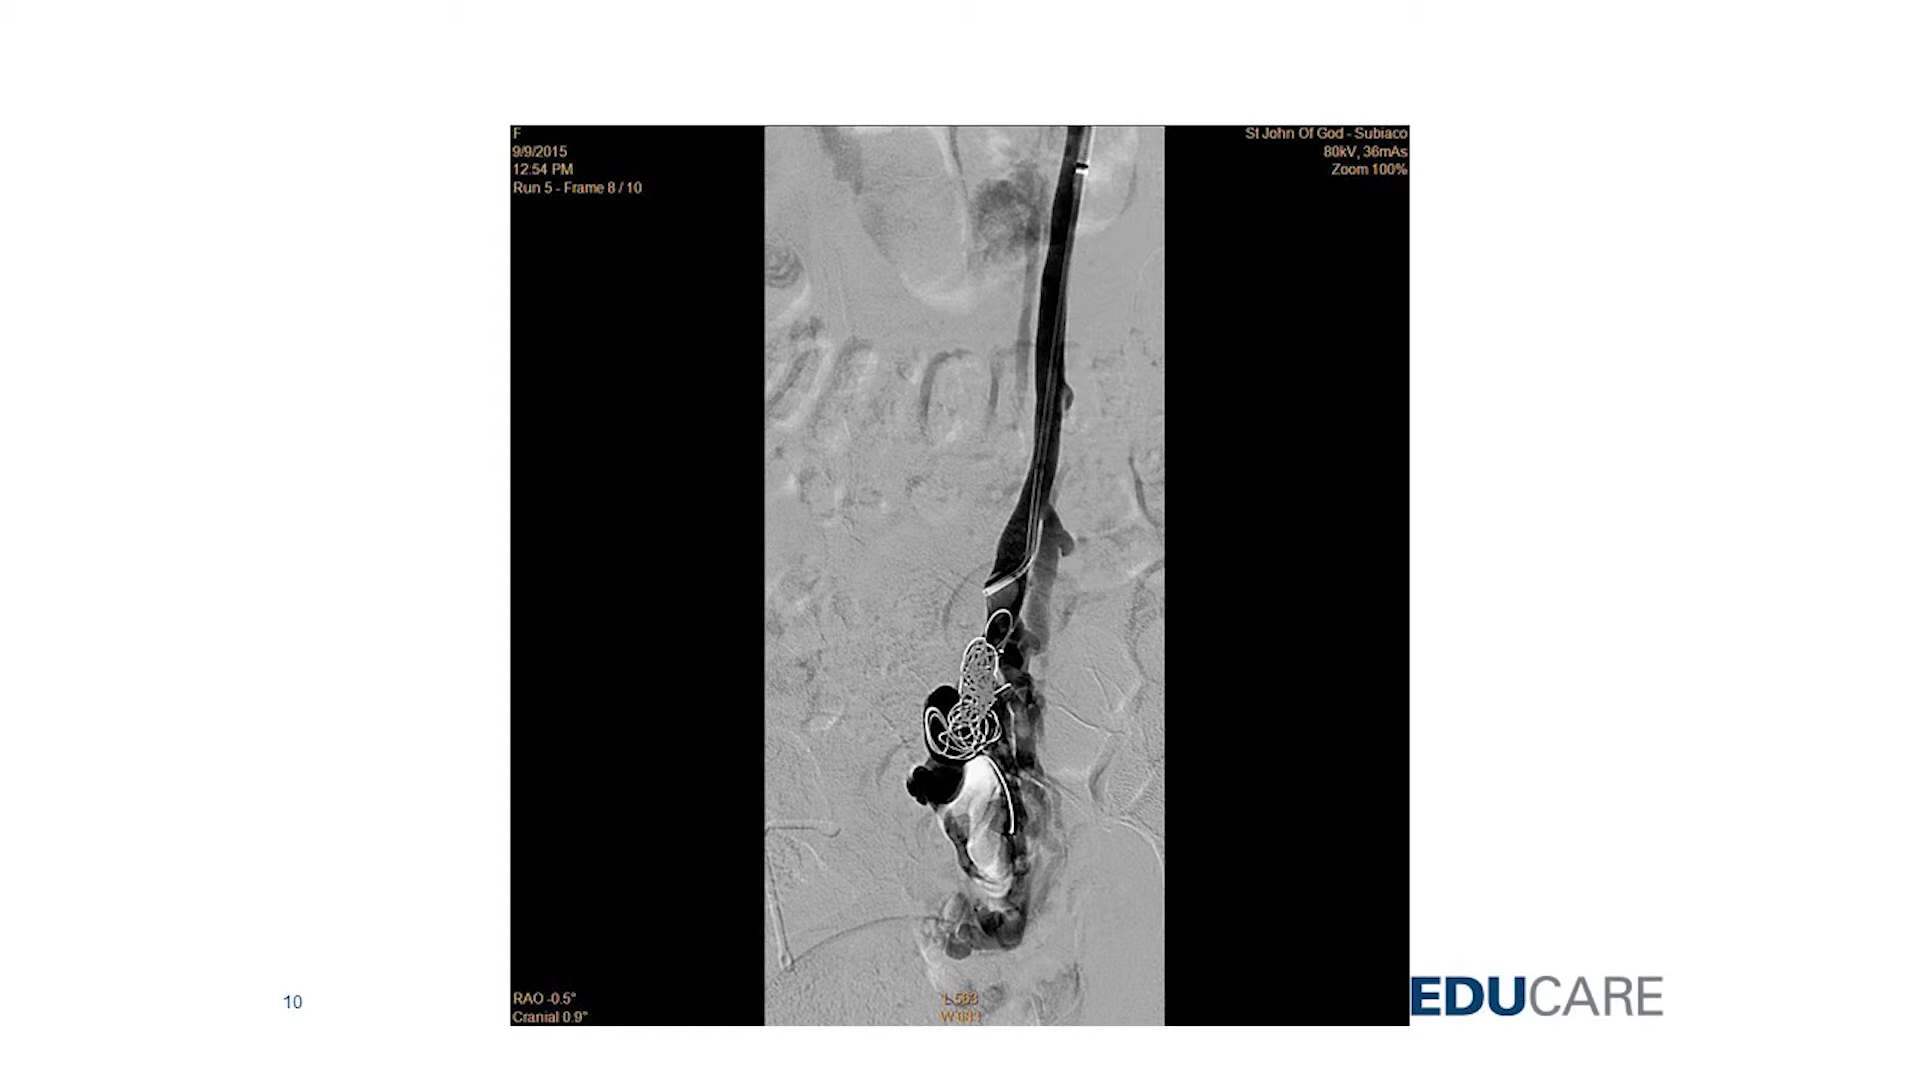 F
9/9/2015
12:54 PM
Run 5 - Frame 8 / 10
St John Of God - Subiaco
80kV, 36mAs
Zoom 100%
RAO -0.5°
Cranial 0.9°
L 563
10
EDUCARE